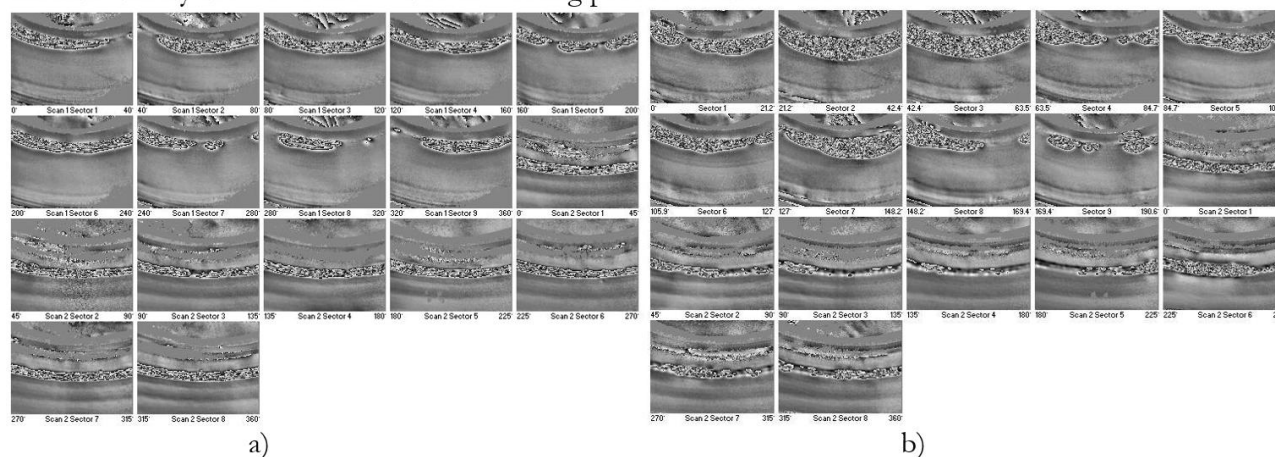 0' Scan 1 Sector 1 40' 40' Scan 1 Sector 2 80' 80' Scan 1 Sector 3 120' 120' Scan 1 Sector 4 160' 160' Scan 1 Sector 5 200'
200' Scan 1 Sector 6 240' 240' Scan 1 Sector 7 280' 280' Scan 1 Sector 8 320' 320' Scan 1 Sector 9 360' 0' Scan 2 Sector 1 45'
45' Scan 2 Sector 2 90' 90' Scan 2 Sector 3 135' 135' Scan 2 Sector 4 180' 180' Scan 2 Sector 5 225' 225' Scan 2 Sector 6 270'
270' Scan 2 Sector 7 315' 315' Scan 2 Sector 8 360'
a)
0' Sector 1 21.2' 21.2' Sector 2 42.4' 42.4' Sector 3 63.5' 63.5' Sector 4 84.7' 84.7' Sector 5
105.9' Sector 6 127' 127' Sector 7 148.2' 148.2' Sector 8 169.4' 169.4' Sector 9 190.6' 0' Scan 2 Sector 1
45' Scan 2 Sector 2 90' 90' Scan 2 Sector 3 135' 135' Scan 2 Sector 4 180' 180' Scan 2 Sector 5 225' 225' Scan 2 Sector 6
270' Scan 2 Sector 7 315' 315' Scan 2 Sector 8 360'
b)